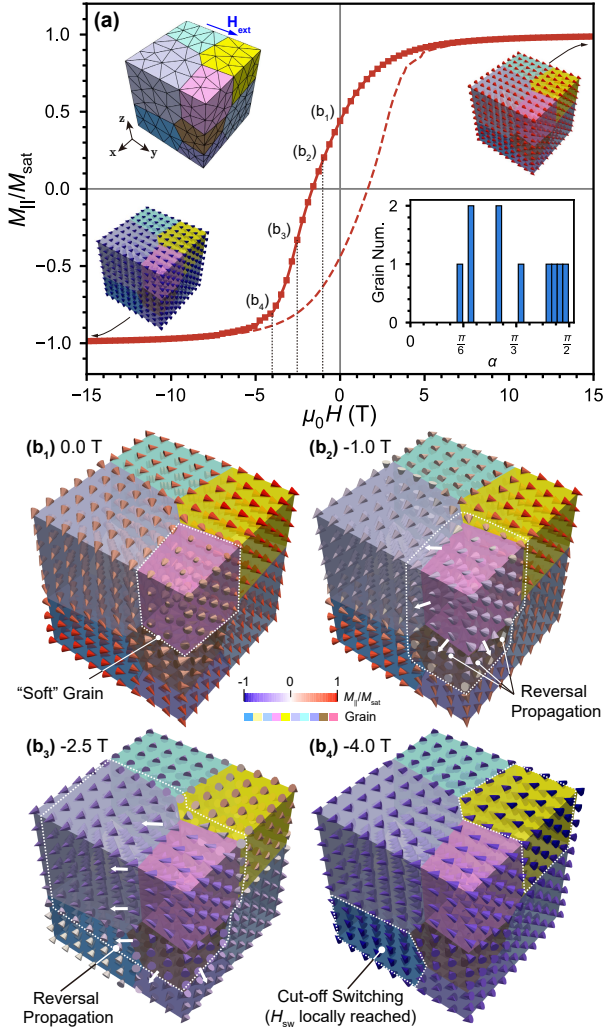 (a)
H_ext
z
x
y
M_||/M_sat
1.0
0.5
0.0
−0.5
−1.0
(b₁)
(b₂)
(b₃)
(b₄)
Grain Num.
2
1
0
0
π/6
π/3
π/2
α
−15
−10
−5
0
5
10
15
μ₀H (T)
(b₁) 0.0 T
(b₂) -1.0 T
"Soft" Grain
-1
0
1
M_||/M_sat
Grain
Reversal
Propagation
(b₃) -2.5 T
(b₄) -4.0 T
Reversal
Propagation
Cut-off Switching
(H_sw locally reached)